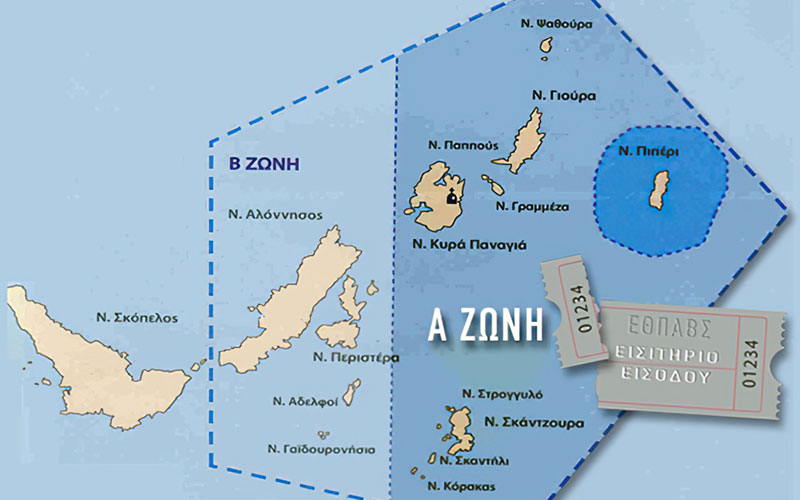 Ν. Ψαθούρα
Ν. Γιούρα
Ν. Παππούς
Ν. Πιπέρι
Β ΖΩΝΗ
Ν. Γραμμέζα
Ν. Αλόννησος
Ν. Κυρά Παναγιά
Ν. Σκόπελος
Α ΖΩΝΗ
01234
ΕΘΠΑΒΣ
ΕΙΣΙΤΗΡΙΟ
ΕΙΣΟΔΟΥ
01234
Ν. Περιστέρα
Ν. Αδελφοί
Ν. Στρογγυλό
Ν. Σκάντζουρα
Ν. Γαϊδουρονήσια
Ν. Σκαντήλι
Ν. Κόρακας